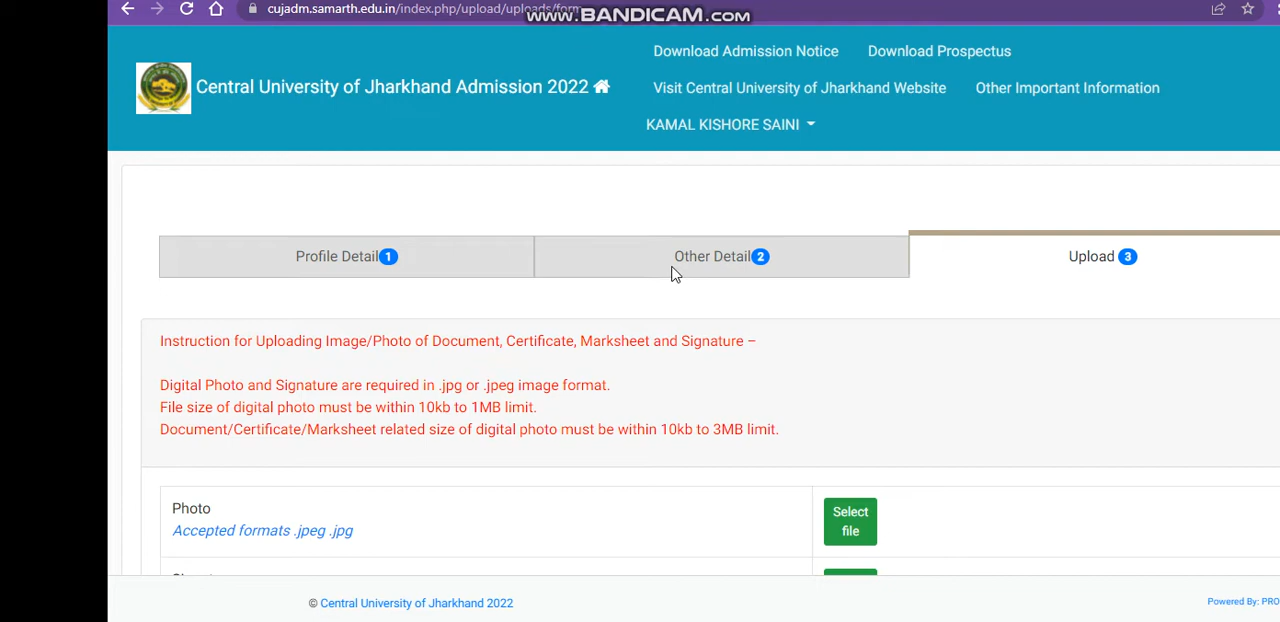 cujadm.samarth.edu.in/index.php/upload/uploads/form
www.BANDICAM.com
Download Admission Notice
Download Prospectus
Central University of Jharkhand Admission 2022
Visit Central University of Jharkhand Website
Other Important Information
KAMAL KISHORE SAINI
Profile Detail 1
Other Detail 2
Upload 3
Instruction for Uploading Image/Photo of Document, Certificate, Marksheet and Signature –
Digital Photo and Signature are required in .jpg or .jpeg image format.
File size of digital photo must be within 10kb to 1MB limit.
Document/Certificate/Marksheet related size of digital photo must be within 10kb to 3MB limit.
Photo
Accepted formats .jpeg .jpg
Select
file
© Central University of Jharkhand 2022
Powered By: PRO